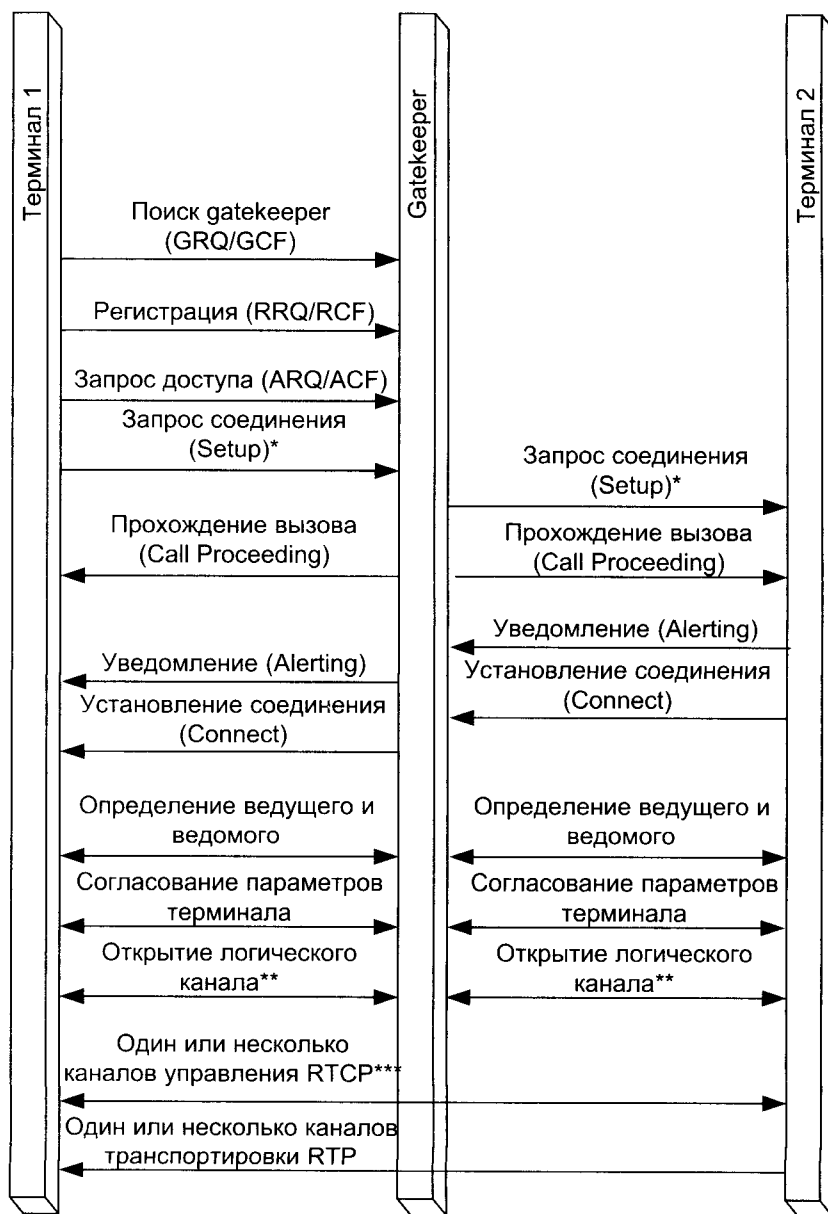 Терминал 1
Gatekeeper
Терминал 2
Поиск gatekeeper
(GRQ/GCF)
Регистрация (RRQ/RCF)
Запрос доступа (ARQ/ACF)
Запрос соединения
(Setup)*
Запрос соединения
(Setup)*
Прохождение вызова
(Call Proceeding)
Прохождение вызова
(Call Proceeding)
Уведомление (Alerting)
Уведомление (Alerting)
Установление соединения
(Connect)
Установление соединения
(Connect)
Определение ведущего и
ведомого
Определение ведущего и
ведомого
Согласование параметров
терминала
Согласование параметров
терминала
Открытие логического
канала**
Открытие логического
канала**
Один или несколько
каналов управления RTCP***
Один или несколько каналов
транспортировки RTP